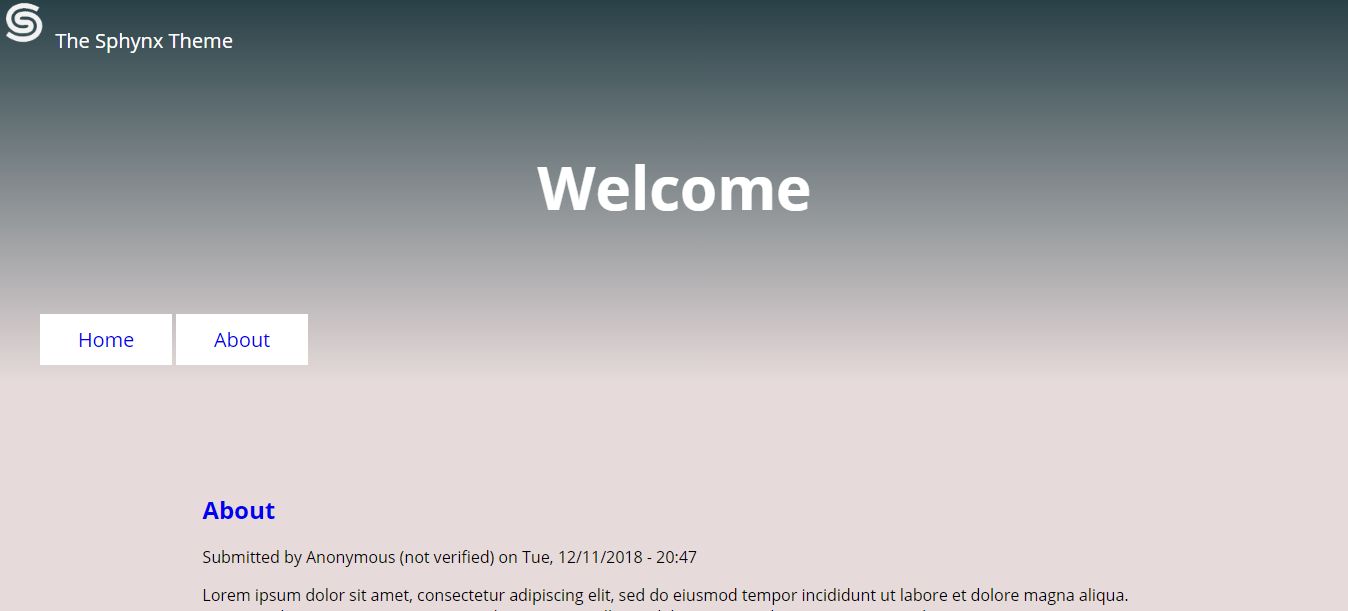 The Sphynx Theme
Welcome
Home
About
About
Submitted by Anonymous (not verified) on Tue, 12/11/2018 - 20:47
Lorem ipsum dolor sit amet, consectetur adipiscing elit, sed do eiusmod tempor incididunt ut labore et dolore magna aliqua.